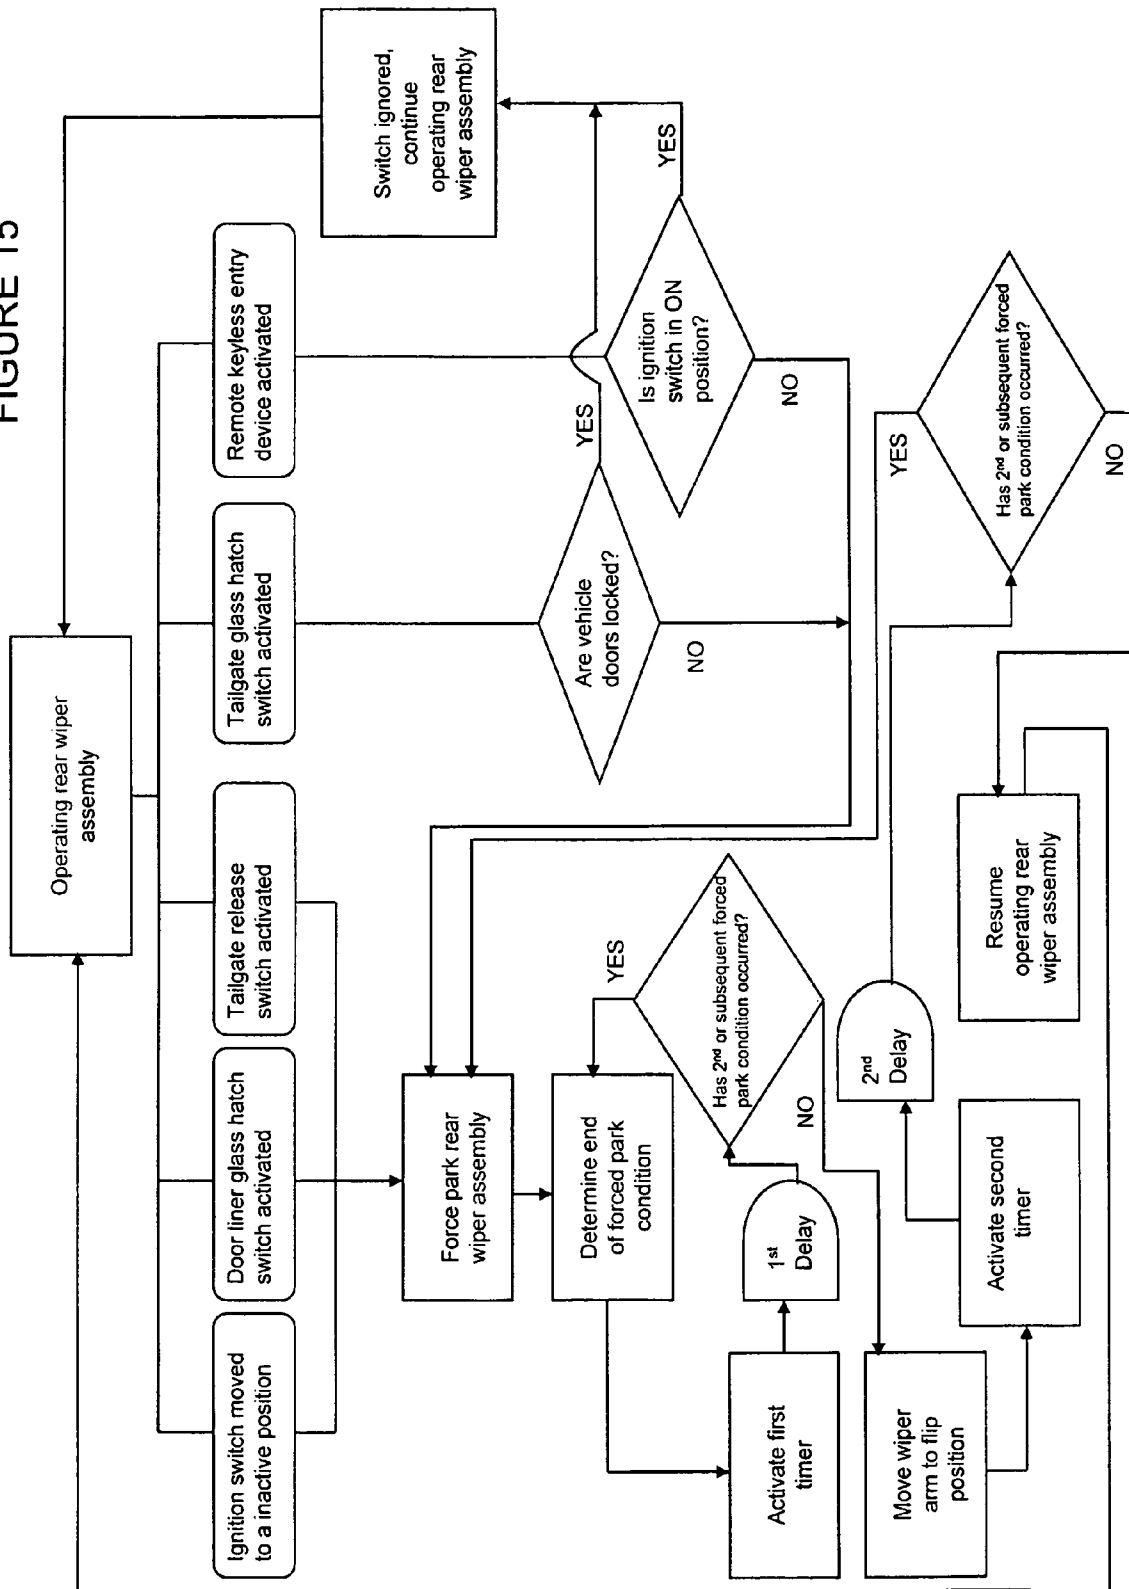 FIGURE 15
Operating rear wiper
assembly
Ignition switch moved
to a inactive position
Door liner glass hatch
switch activated
Tailgate release
switch activated
Tailgate glass hatch
switch activated
Remote keyless entry
device activated
Switch ignored,
continue
operating rear
wiper assembly
Are vehicle
doors locked?
YES
NO
Is ignition
switch in ON
position?
YES
NO
Force park rear
wiper assembly
Determine end
of forced park
condition
Activate first
timer
1st
Delay
Has 2nd or subsequent forced
park condition occurred?
YES
NO
Move wiper
arm to flip
position
Activate second
timer
2nd
Delay
Has 2nd or subsequent forced
park condition occurred?
YES
NO
Resume
operating rear
wiper assembly